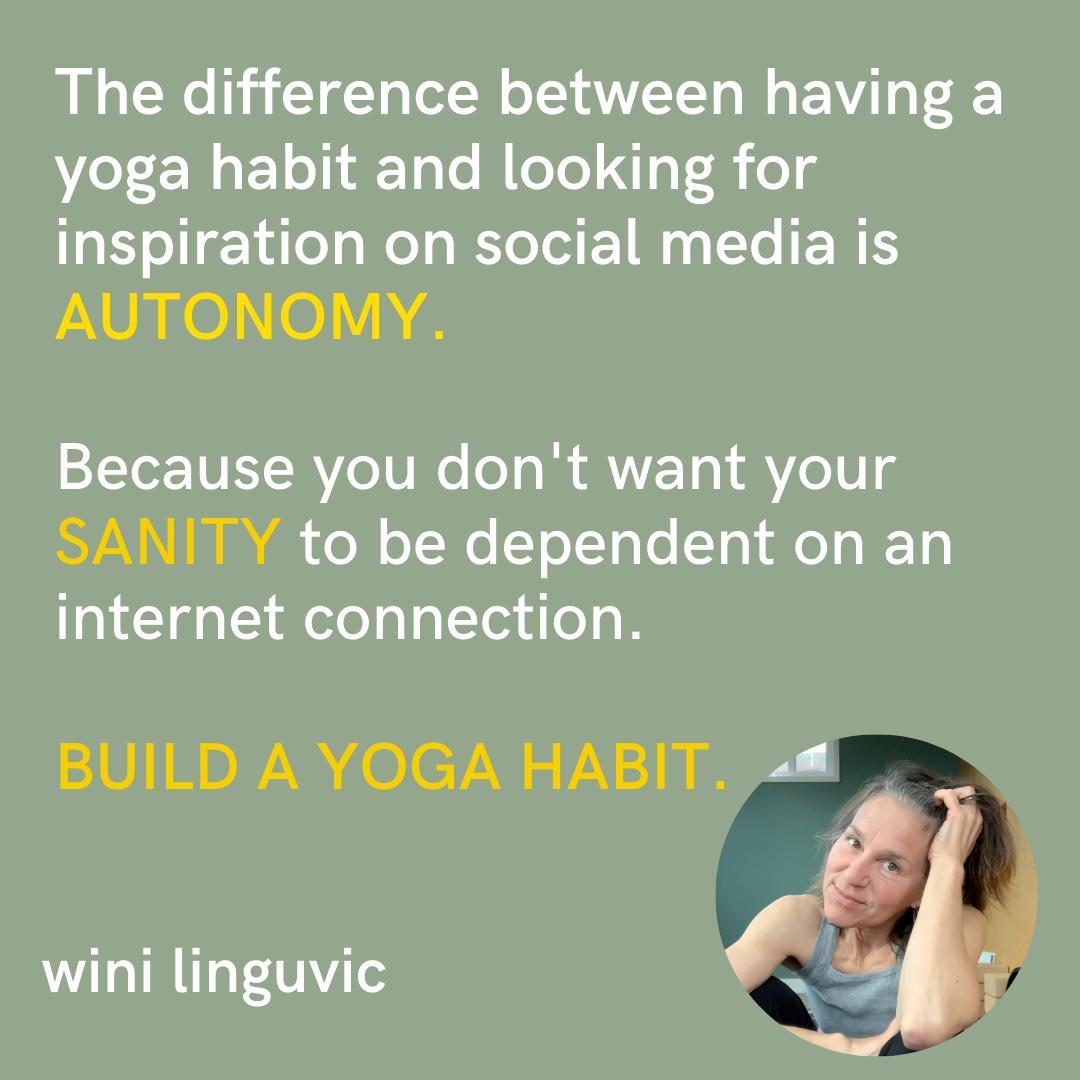 The difference between having a
yoga habit and looking for
inspiration on social media is
AUTONOMY.
Because you don't want your
SANITY to be dependent on an
internet connection.
BUILD A YOGA HABIT.
wini linguvic